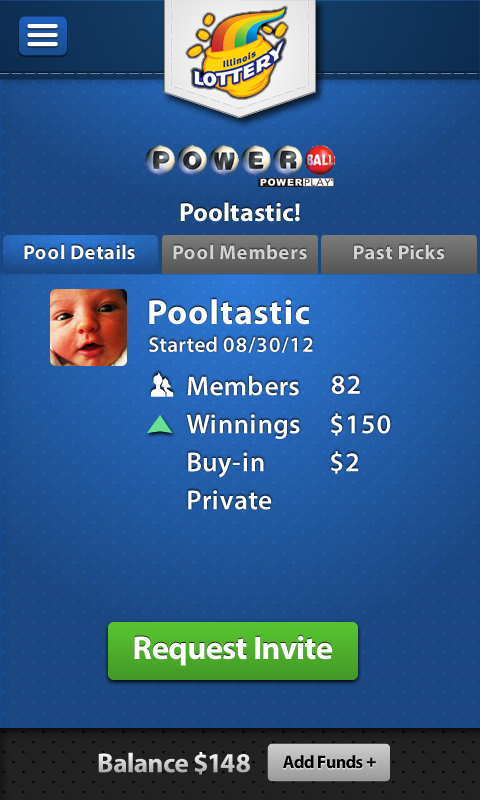 Illinois
LOTTERY
POWERBALL
POWERPLAY
Pooltastic!
Pool Details Pool Members Past Picks
Pooltastic
Started 08/30/12
Members 82
Winnings $150
Buy-in $2
Private
Request Invite
Balance $148 Add Funds +